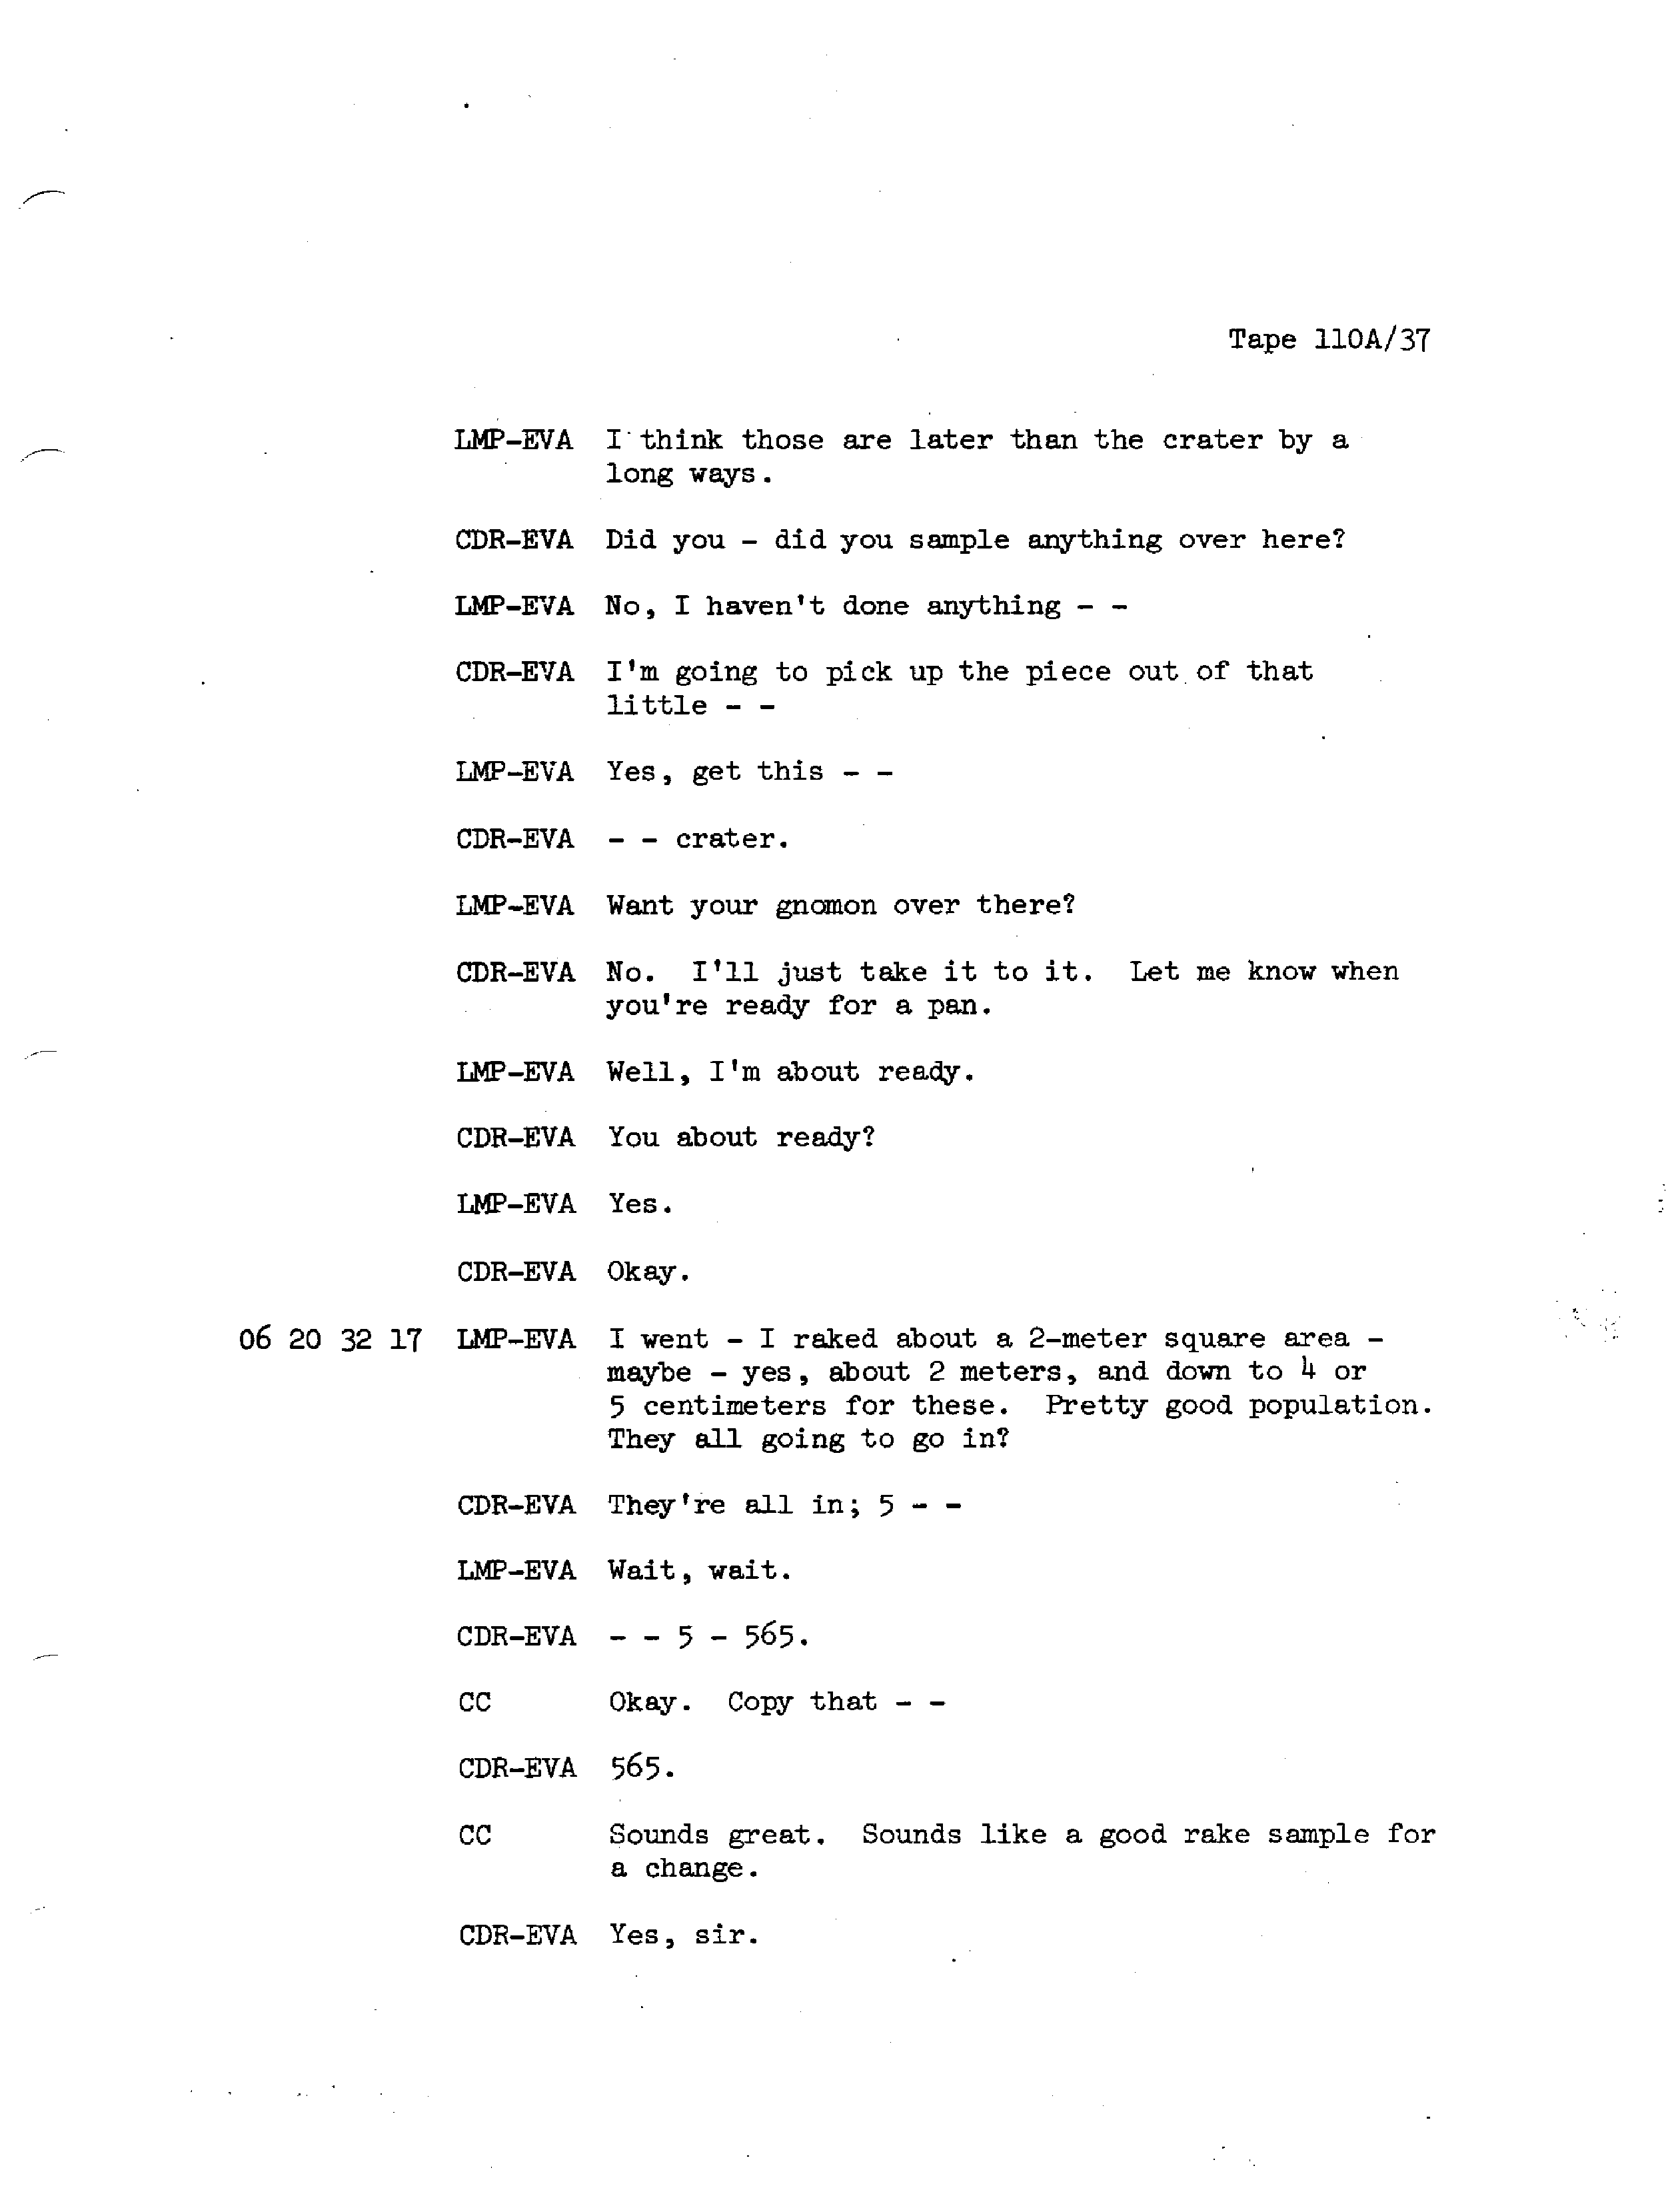 Tape 110A/37
LMP-EVA I think those are later than the crater by a
long ways.
CDR-EVA Did you - did you sample anything over here?
LMP-EVA No, I haven't done anything - -
CDR-EVA I'm going to pick up the piece out of that
little - -
LMP-EVA Yes, get this - -
CDR-EVA - - crater.
LMP-EVA Want your gnomon over there?
CDR-EVA No. I'll just take it to it. Let me know when
you're ready for a pan.
LMP-EVA Well, I'm about ready.
CDR-EVA You about ready?
LMP-EVA Yes.
CDR-EVA Okay.
06 20 32 17 LMP-EVA I went - I raked about a 2-meter square area -
maybe - yes, about 2 meters, and down to 4 or
5 centimeters for these. Pretty good population.
They all going to go in?
CDR-EVA They're all in; 5 - -
LMP-EVA Wait, wait.
CDR-EVA - - 5 - 565.
CC Okay. Copy that - -
CDR-EVA 565.
CC Sounds great. Sounds like a good rake sample for
a change.
CDR-EVA Yes, sir.